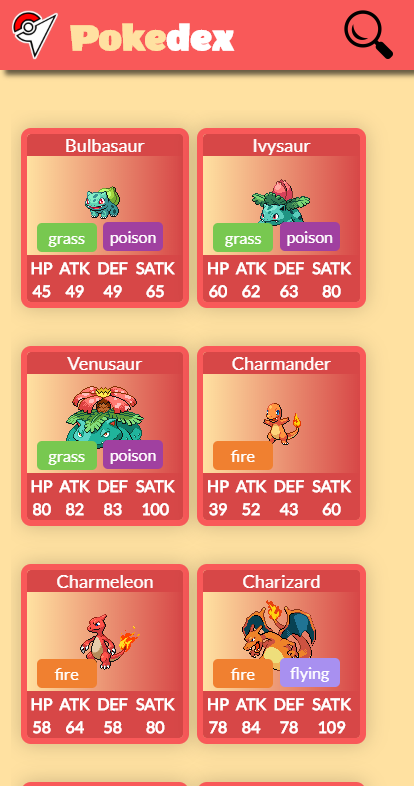 Pokedex
Bulbasaur
grass poison
HP ATK DEF SATK
45 49 49 65
Ivysaur
grass poison
HP ATK DEF SATK
60 62 63 80
Venusaur
grass poison
HP ATK DEF SATK
80 82 83 100
Charmander
fire
HP ATK DEF SATK
39 52 43 60
Charmeleon
fire
HP ATK DEF SATK
58 64 58 80
Charizard
fire flying
HP ATK DEF SATK
78 84 78 109